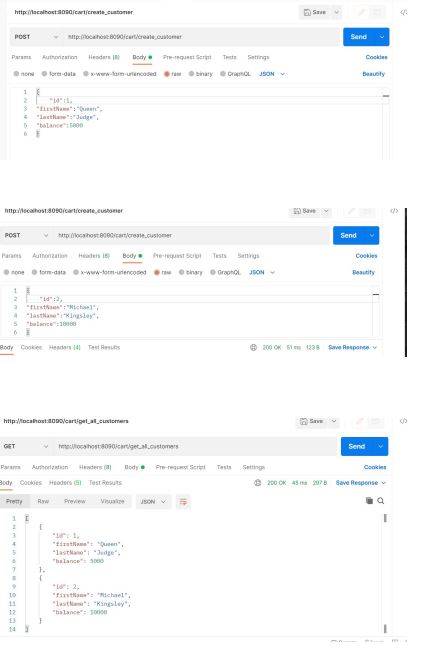 http://localhost:8090/cart/create_customer
Save
POST http://localhost:8090/cart/create_customer Send
Params Authorization Headers (8) Body Pre-request Script Tests Settings Cookies
none form-data x-www-form-urlencoded raw binary GraphQL JSON Beautify
1 {
2 "id":1,
3 "firstName":"Queen",
4 "lastName":"Judge",
5 "balance":5000
6 }
http://localhost:8090/cart/create_customer Save
POST http://localhost:8090/cart/create_customer Send
Params Authorization Headers (8) Body Pre-request Script Tests Settings Cookies
none form-data x-www-form-urlencoded raw binary GraphQL JSON Beautify
1 {
2 "id":2,
3 "firstName":"Michael",
4 "lastName":"Kingsley",
5 "balance":10000
6 }
Body Cookies Headers (4) Test Results 200 OK 51 ms 123 B Save Response
http://localhost:8090/cart/get_all_customers Save
GET http://localhost:8090/cart/get_all_customers Send
Params Authorization Headers (8) Body Pre-request Script Tests Settings Cookies
Body Cookies Headers (5) Test Results 200 OK 45 ms 297 B Save Response
Pretty Raw Preview Visualize JSON
1 [
2 {
3 "id": 1,
4 "firstName": "Queen",
5 "lastName": "Judge",
6 "balance": 5000
7 },
8 {
9 "id": 2,
10 "firstName": "Michael",
11 "lastName": "Kingsley",
12 "balance": 10000
13 }
14 ]